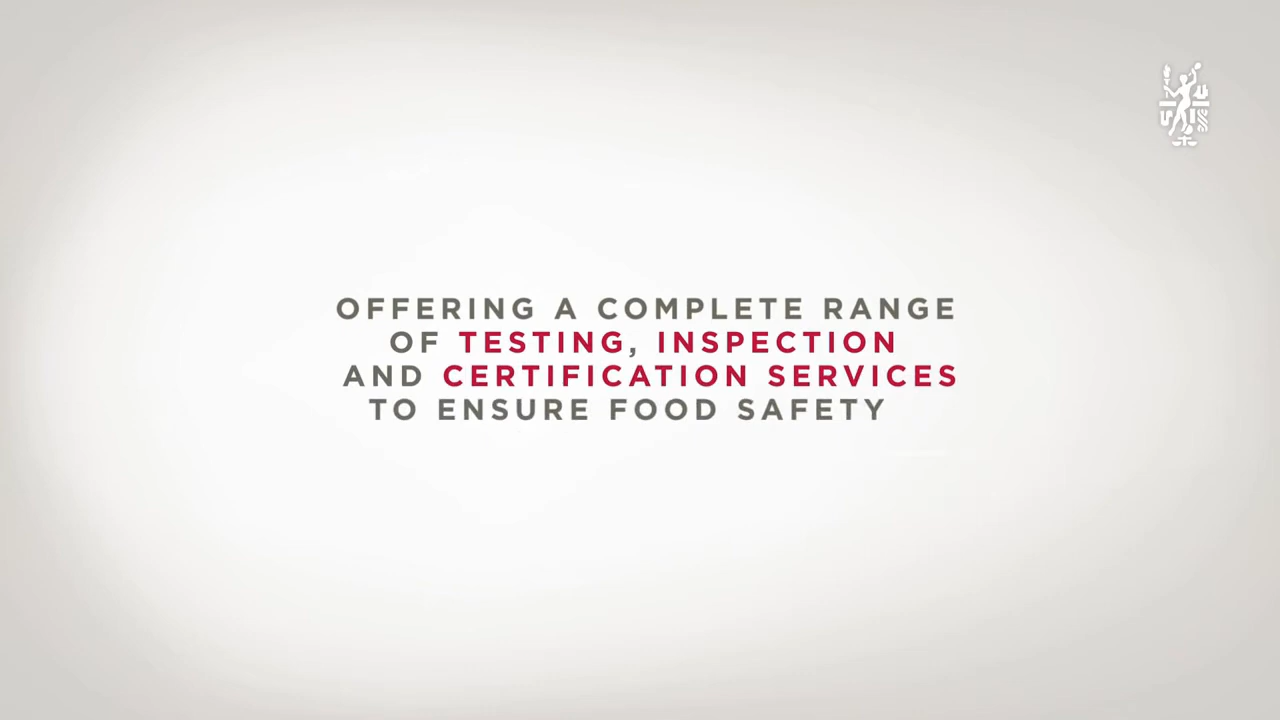 OFFERING A COMPLETE RANGE
OF TESTING, INSPECTION
AND CERTIFICATION SERVICES
TO ENSURE FOOD SAFETY